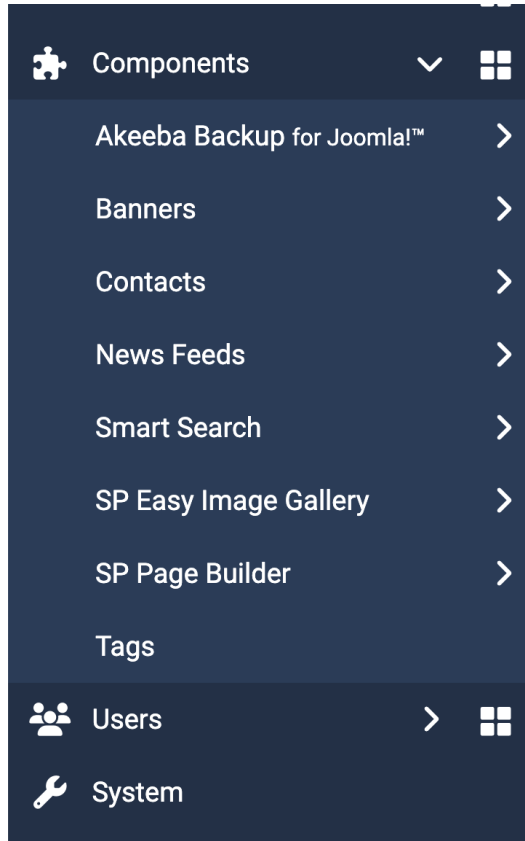 Components
Akeeba Backup for Joomla!™
Banners
Contacts
News Feeds
Smart Search
SP Easy Image Gallery
SP Page Builder
Tags
Users
System